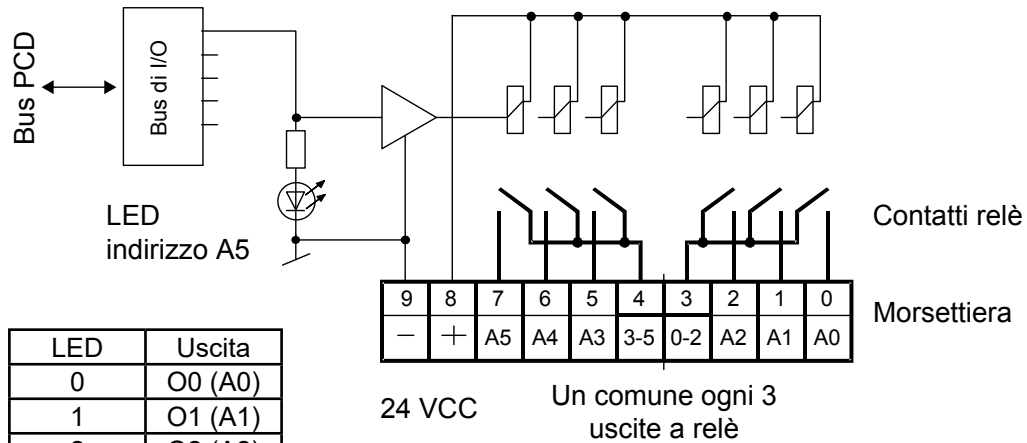 Bus PCD
Bus di I/O
LED
indirizzo A5
Contatti relè
9 8 7 6 5 4 3 2 1 0
− + A5 A4 A3 3-5 0-2 A2 A1 A0
Morsettiera
24 VCC
Un comune ogni 3
uscite a relè
LED Uscita
0 O0 (A0)
1 O1 (A1)